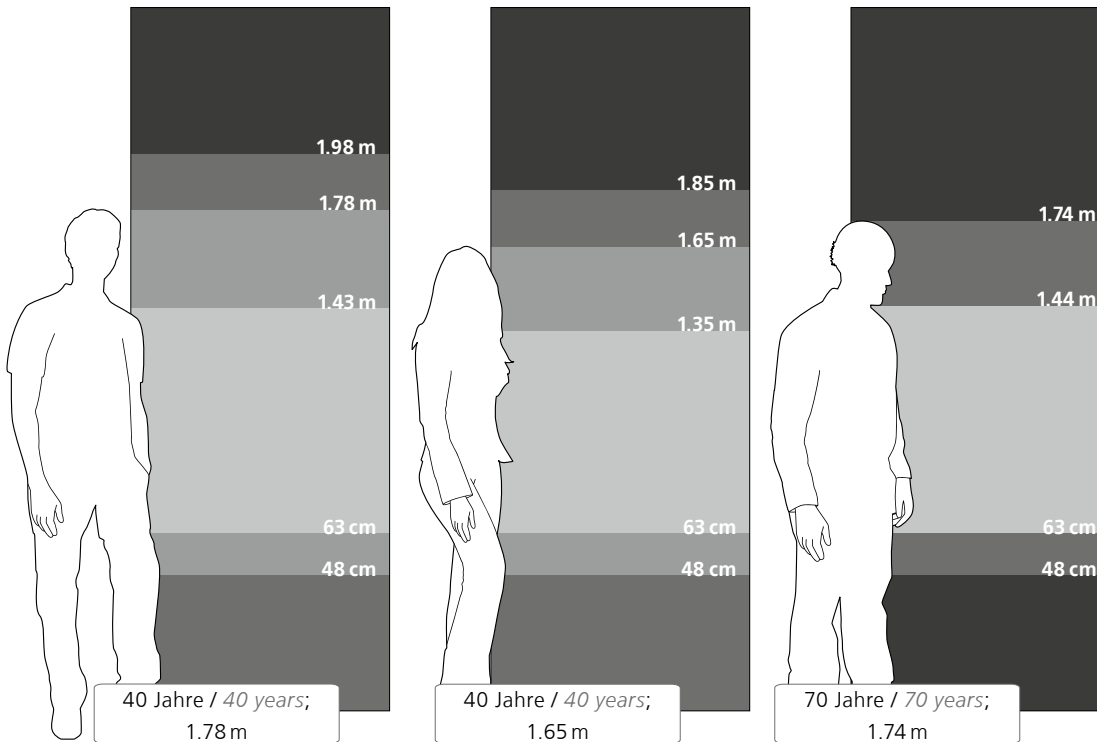 1.98 m
1.78 m
1.43 m
63 cm
48 cm
40 Jahre / 40 years;
1.78 m
1.85 m
1.65 m
1.35 m
63 cm
48 cm
40 Jahre / 40 years;
1.65 m
1.74 m
1.44 m
63 cm
48 cm
70 Jahre / 70 years;
1.74 m